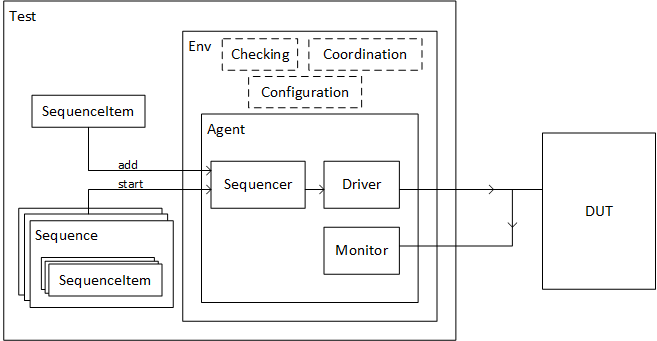 Test
Env
Checking
Coordination
Configuration
SequenceItem
Agent
add
Sequencer
Driver
start
DUT
Sequence
Monitor
SequenceItem